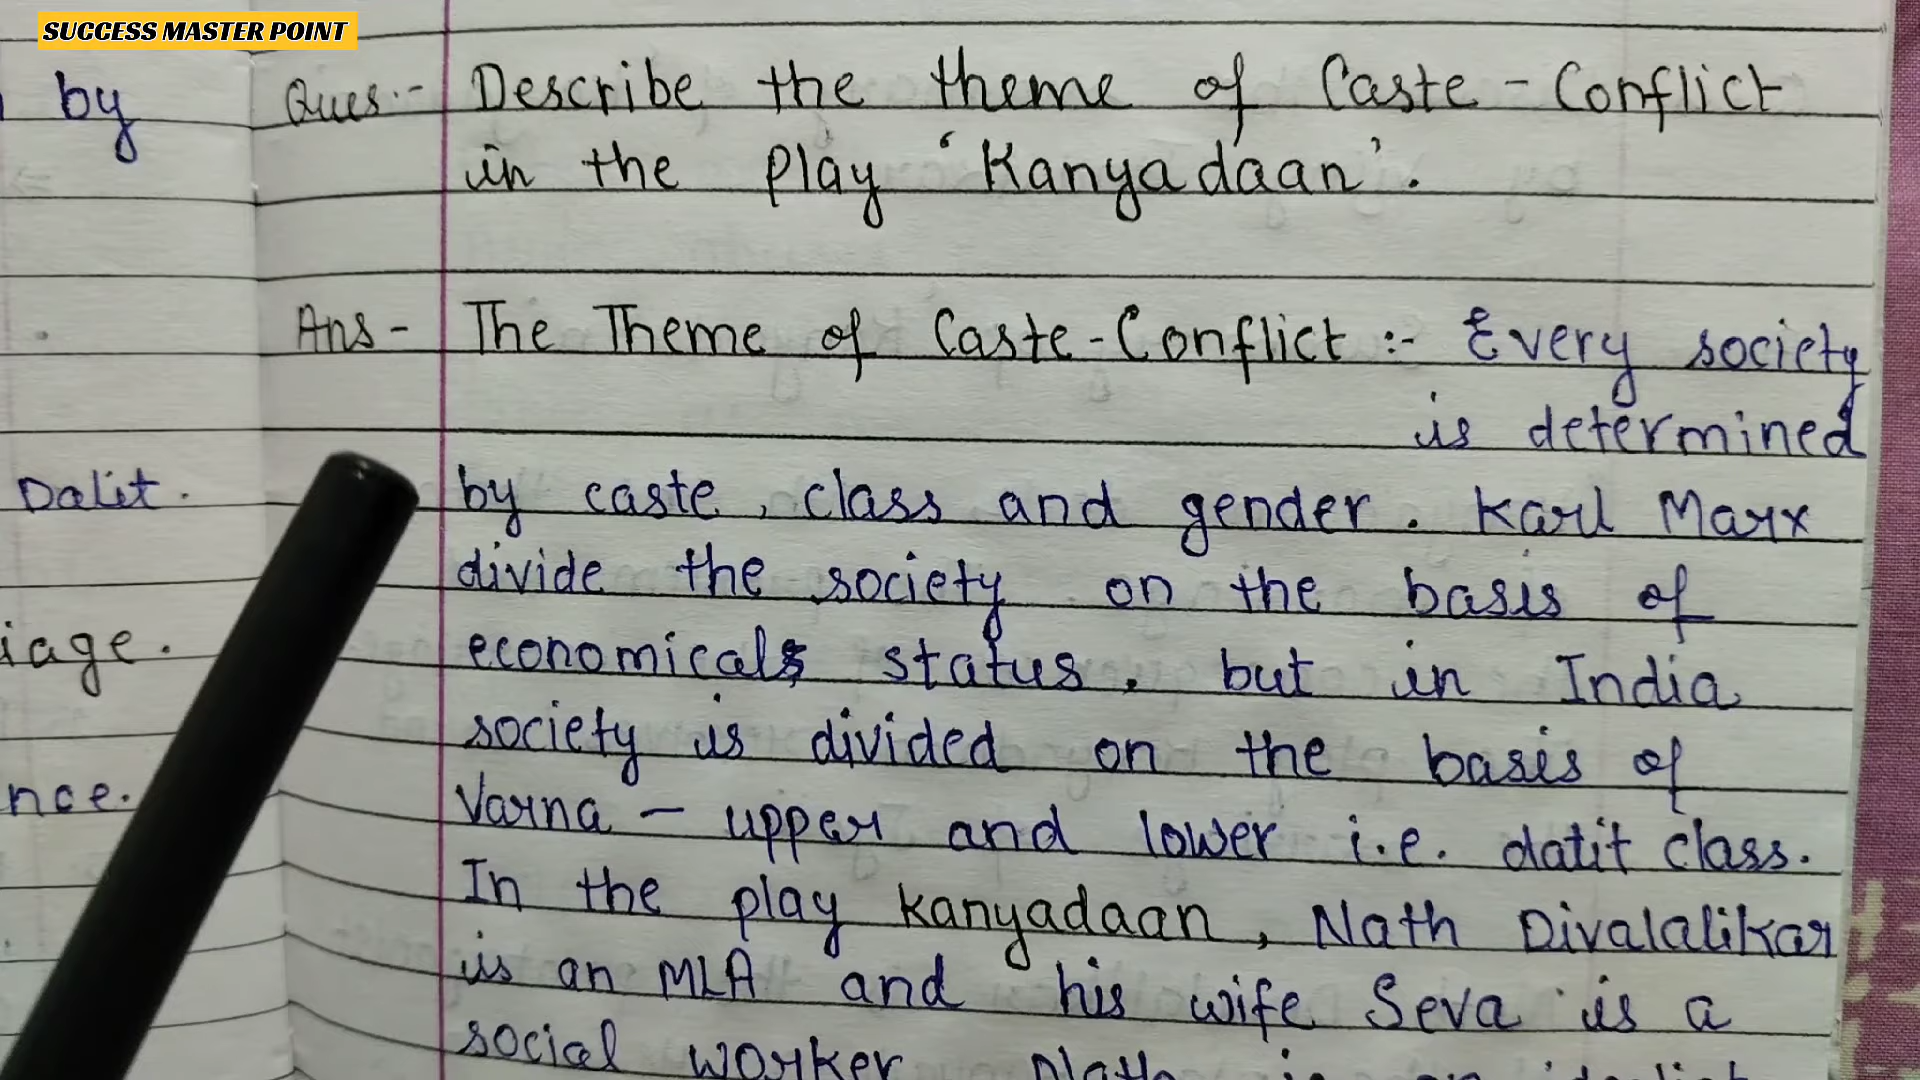 SUCCESS MASTER POINT
by
Dalit.
iage.
nce.
Ques:- Describe the theme of Caste-Conflict
in the Play 'Kanyadaan'.
Ans- The Theme of Caste-Conflict :- Every society
is determined
by caste, class and gender. Karl Marx
divide the society on the basis of
economicals status, but in India
society is divided on the basis of
Varna - upper and lower i.e. datit class.
In the play kanyadaan, Nath Divalalikar
is an MLA and his wife Seva is a
social worker